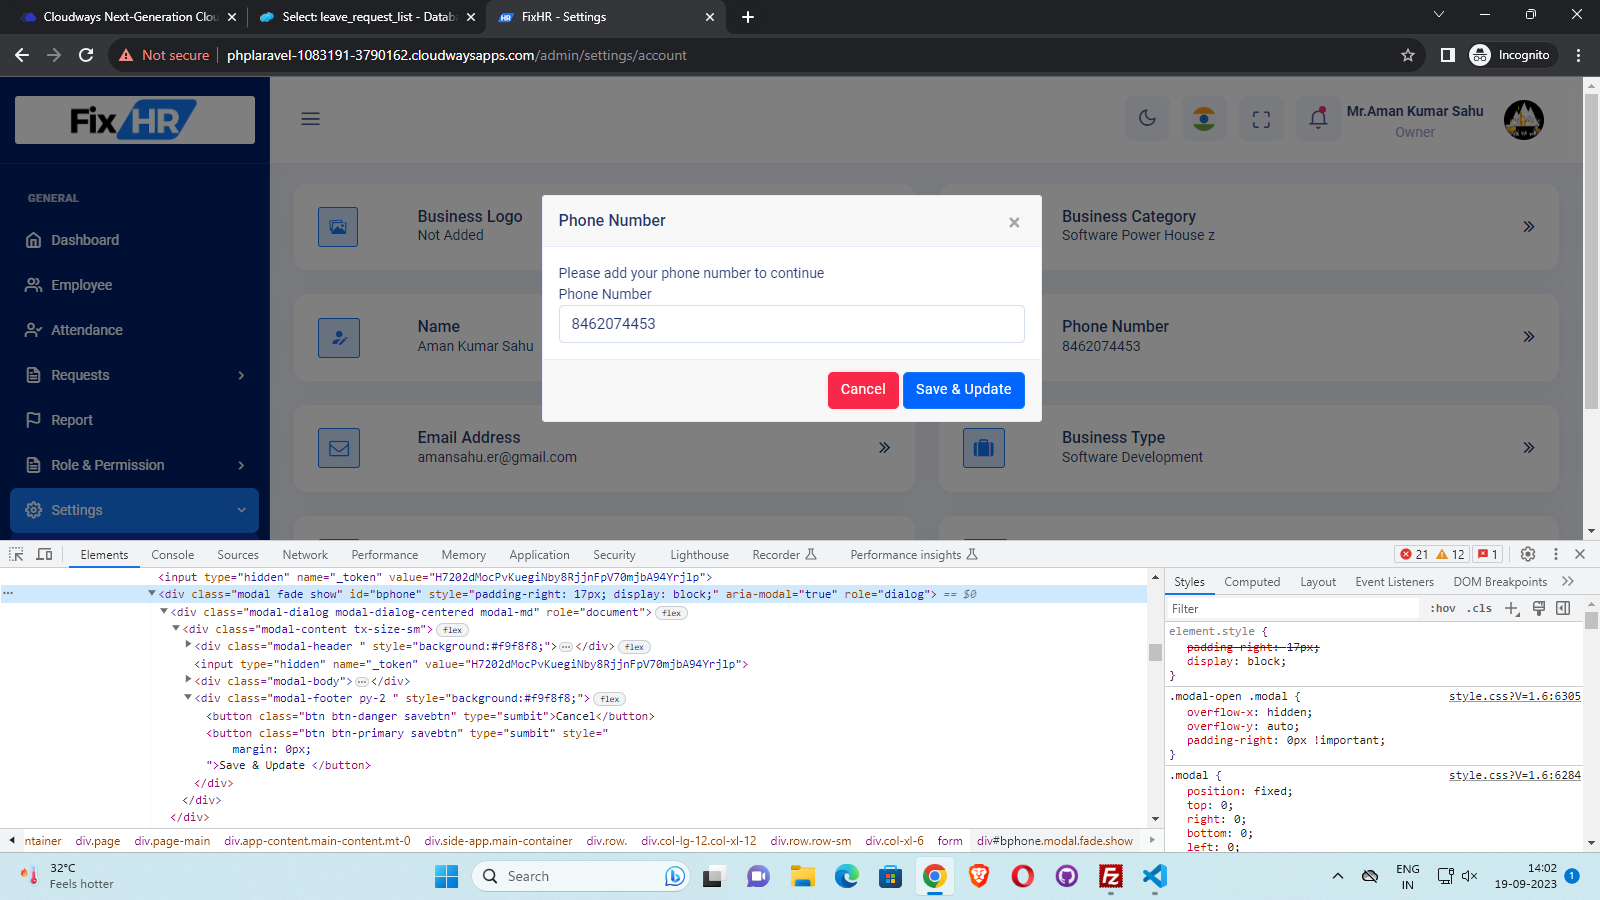 Cloudways Next-Generation Clou
Select: leave_request_list - Datab
FixHR - Settings
Not secure
phplaravel-1083191-3790162.cloudwaysapps.com/admin/settings/account
Incognito
FixHR
Mr.Aman Kumar Sahu
Owner
GENERAL
Dashboard
Employee
Attendance
Requests
Report
Role & Permission
Settings
Business Logo
Not Added
Business Category
Software Power House z
Name
Aman Kumar Sahu
Phone Number
8462074453
Email Address
amansahu.er@gmail.com
Business Type
Software Development
Phone Number
×
Please add your phone number to continue
Phone Number
8462074453
Cancel
Save & Update
Elements
Console
Sources
Network
Performance
Memory
Application
Security
Lighthouse
Recorder
Performance insights
21
12
1
<input type="hidden" name="_token" value="H7202dMocPvKuegiNby8RjjnFpV70mjbA94Yrjlp">
<div class="modal fade show" id="bphone" style="padding-right: 17px; display: block;" aria-modal="true" role="dialog"> == $0
<div class="modal-dialog modal-dialog-centered modal-md" role="document"> flex
<div class="modal-content tx-size-sm"> flex
<div class="modal-header " style="background:#f9f8f8;"> … </div> flex
<input type="hidden" name="_token" value="H7202dMocPvKuegiNby8RjjnFpV70mjbA94Yrjlp">
<div class="modal-body"> … </div>
<div class="modal-footer py-2 " style="background:#f9f8f8;"> flex
<button class="btn btn-danger savebtn" type="sumbit">Cancel</button>
<button class="btn btn-primary savebtn" type="sumbit" style="
margin: 0px;
">Save & Update </button>
</div>
</div>
</div>
ntainer
div.page
div.page-main
div.app-content.main-content.mt-0
div.side-app.main-container
div.row.
div.col-lg-12.col-xl-12
div.row.row-sm
div.col-xl-6
form
div#bphone.modal.fade.show
Styles
Computed
Layout
Event Listeners
DOM Breakpoints
Filter
:hov
.cls
element.style {
padding-right: 17px;
display: block;
}
.modal-open .modal {
style.css?V=1.6:6305
overflow-x: hidden;
overflow-y: auto;
padding-right: 0px !important;
}
.modal {
style.css?V=1.6:6284
position: fixed;
top: 0;
right: 0;
bottom: 0;
left: 0;
32°C
Feels hotter
Search
ENG
IN
14:02
19-09-2023
1